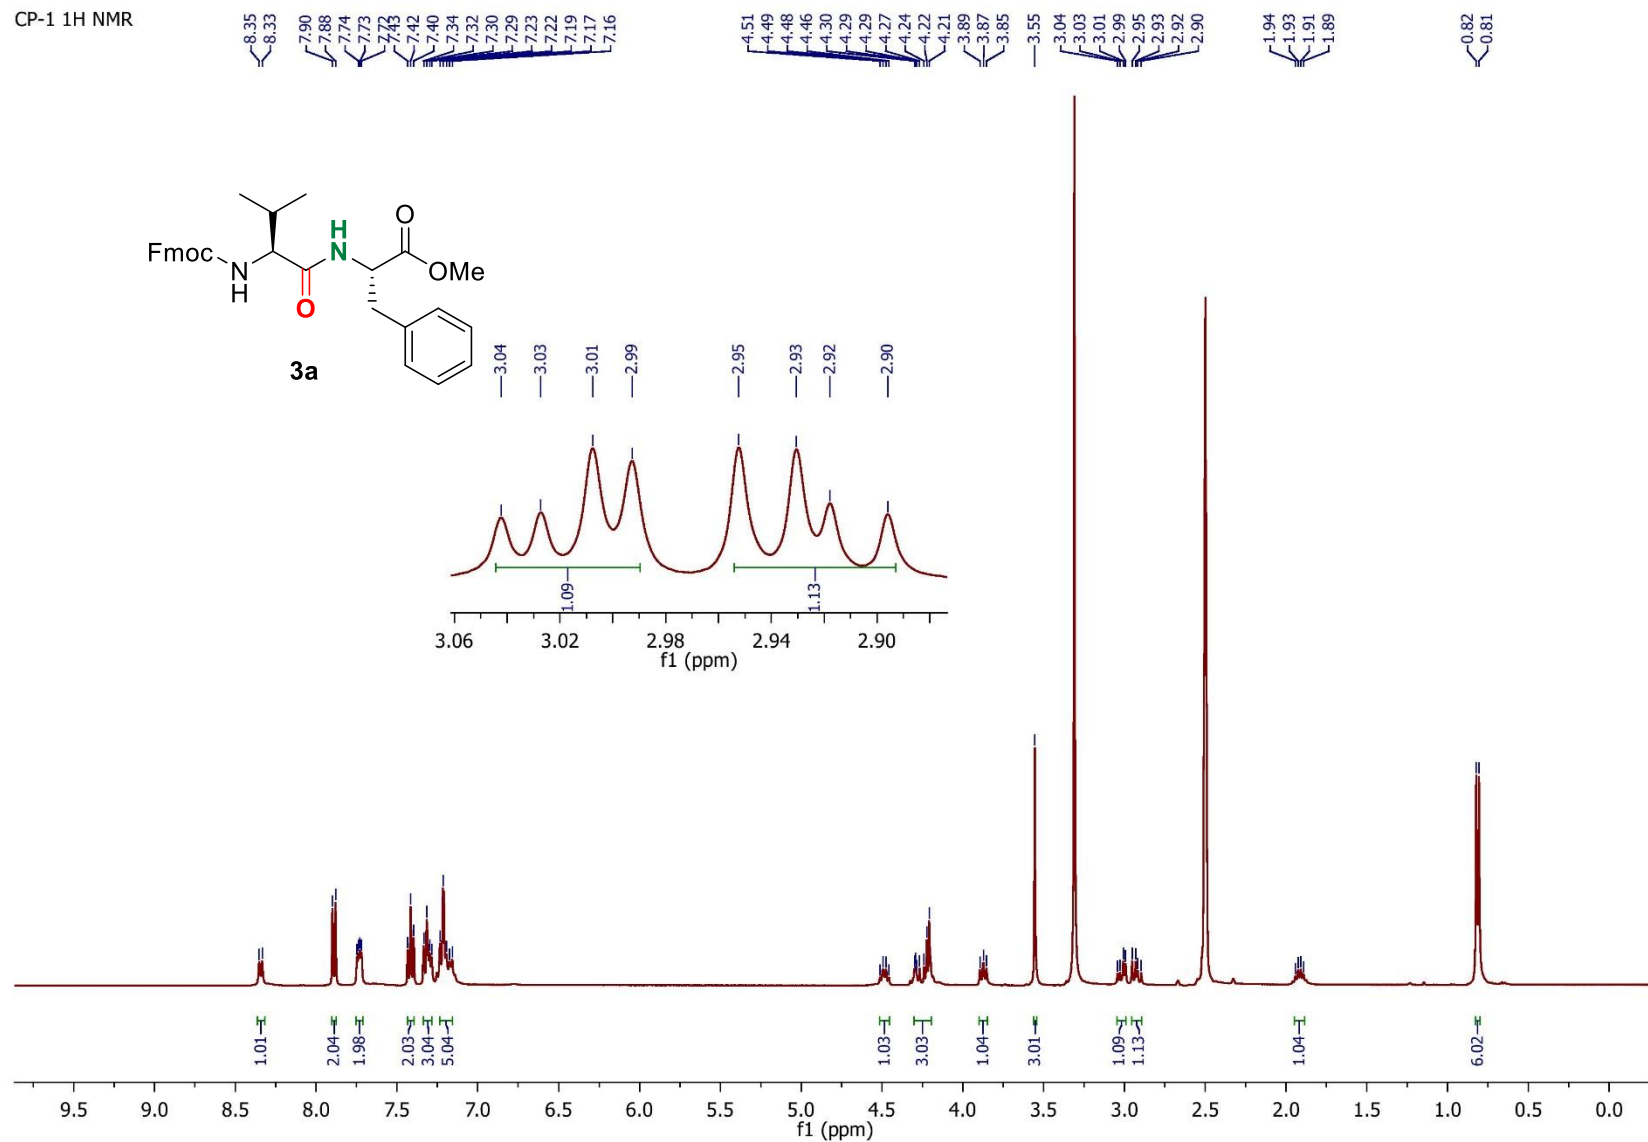 CP-1 1H NMR
8.35 8.33 7.90 7.88 7.74 7.73 7.72 7.43 7.42 7.40 7.34 7.32 7.30 7.29 7.23 7.22 7.19 7.17 7.16 4.51 4.49 4.48 4.46 4.30 4.29 4.29 4.27 4.24 4.22 4.21 3.89 3.87 3.85 3.55 3.04 3.03 3.01 2.99 2.95 2.93 2.92 2.90 1.94 1.93 1.91 1.89 0.82 0.81
H
O
Fmoc N
N OMe
H O
3a
3.04 3.03 3.01 2.99 2.95 2.93 2.92 2.90
1.09 1.13
3.06 3.02 2.98 2.94 2.90
f1 (ppm)
1.01 2.04 1.98 2.03 3.04 5.04 1.03 3.03 1.04 3.01 1.09 1.13 1.04 6.02
9.5 9.0 8.5 8.0 7.5 7.0 6.5 6.0 5.5 5.0 4.5 4.0 3.5 3.0 2.5 2.0 1.5 1.0 0.5 0.0
f1 (ppm)